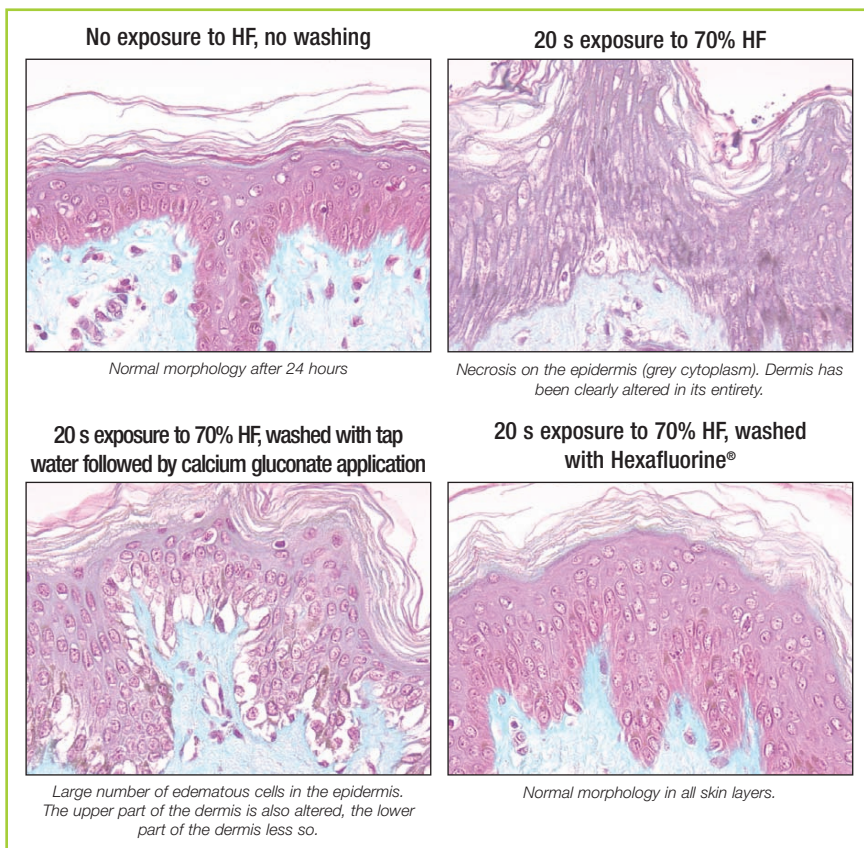 No exposure to HF, no washing
Normal morphology after 24 hours
20 s exposure to 70% HF
Necrosis on the epidermis (grey cytoplasm). Dermis has
been clearly altered in its entirety.
20 s exposure to 70% HF, washed with tap
water followed by calcium gluconate application
Large number of edematous cells in the epidermis.
The upper part of the dermis is also altered, the lower
part of the dermis less so.
20 s exposure to 70% HF, washed
with Hexafluorine®
Normal morphology in all skin layers.